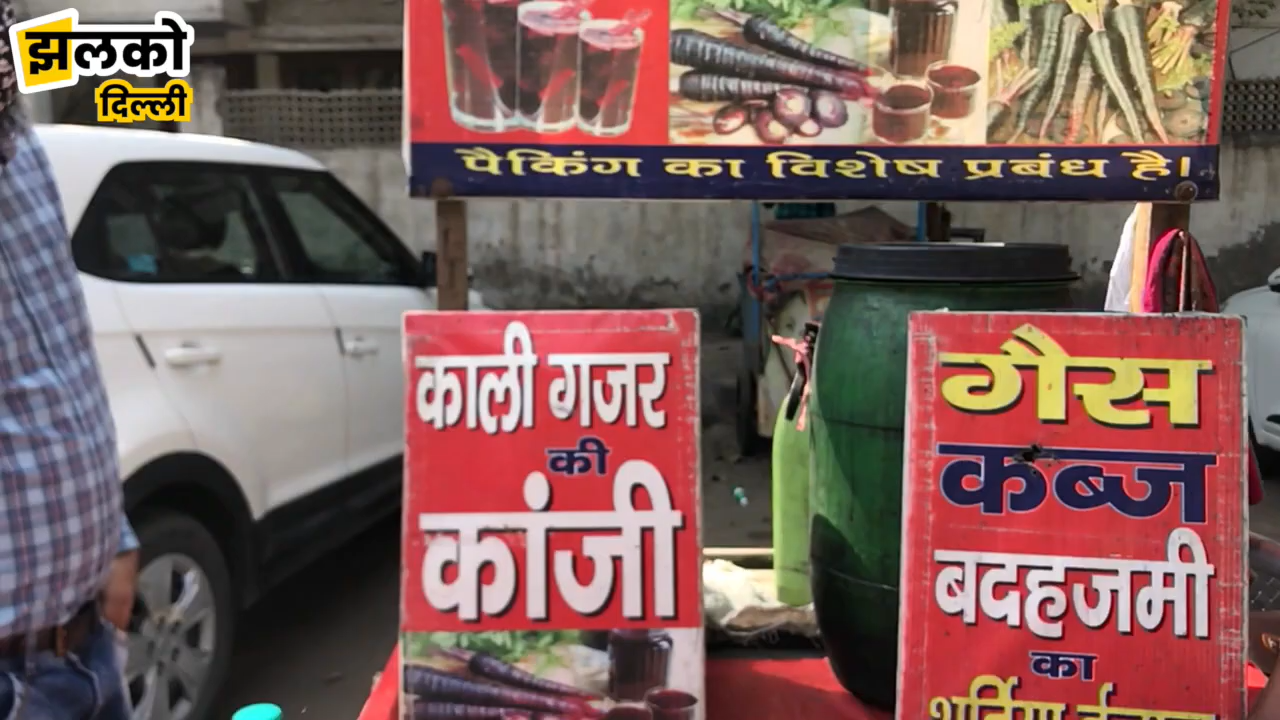 झलको
दिल्ली
पैकिंग का विशेष प्रबंध है।
काली गजर
की
कांजी
गैस
कब्ज
बदहजमी
का